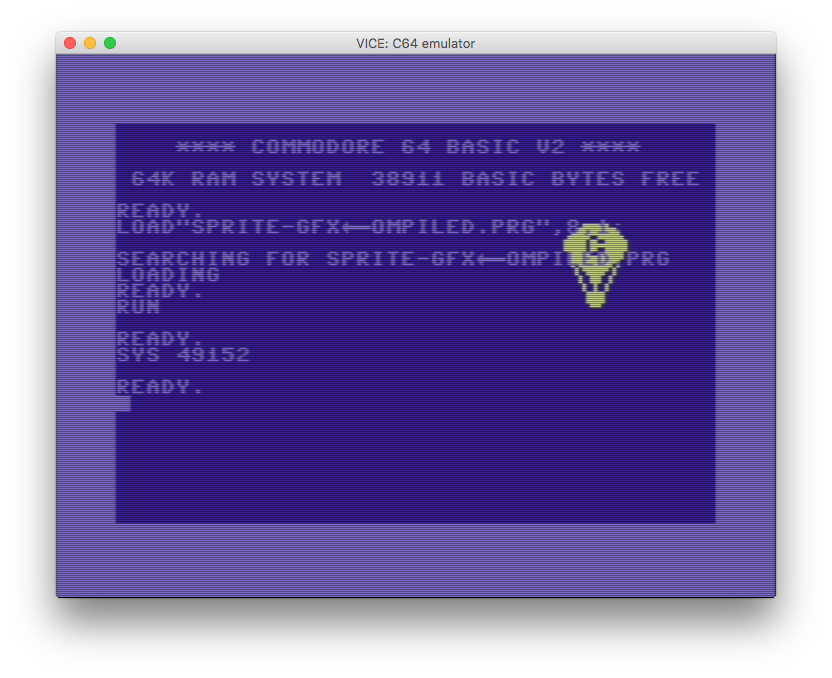 VICE: C64 emulator
**** COMMODORE 64 BASIC V2 ****
64K RAM SYSTEM 38911 BASIC BYTES FREE
READY.
LOAD"SPRITE-GFX←OMPILED.PRG",8,1:
SEARCHING FOR SPRITE-GFX←OMPILED.PRG
LOADING
READY.
RUN
READY.
SYS 49152
READY.